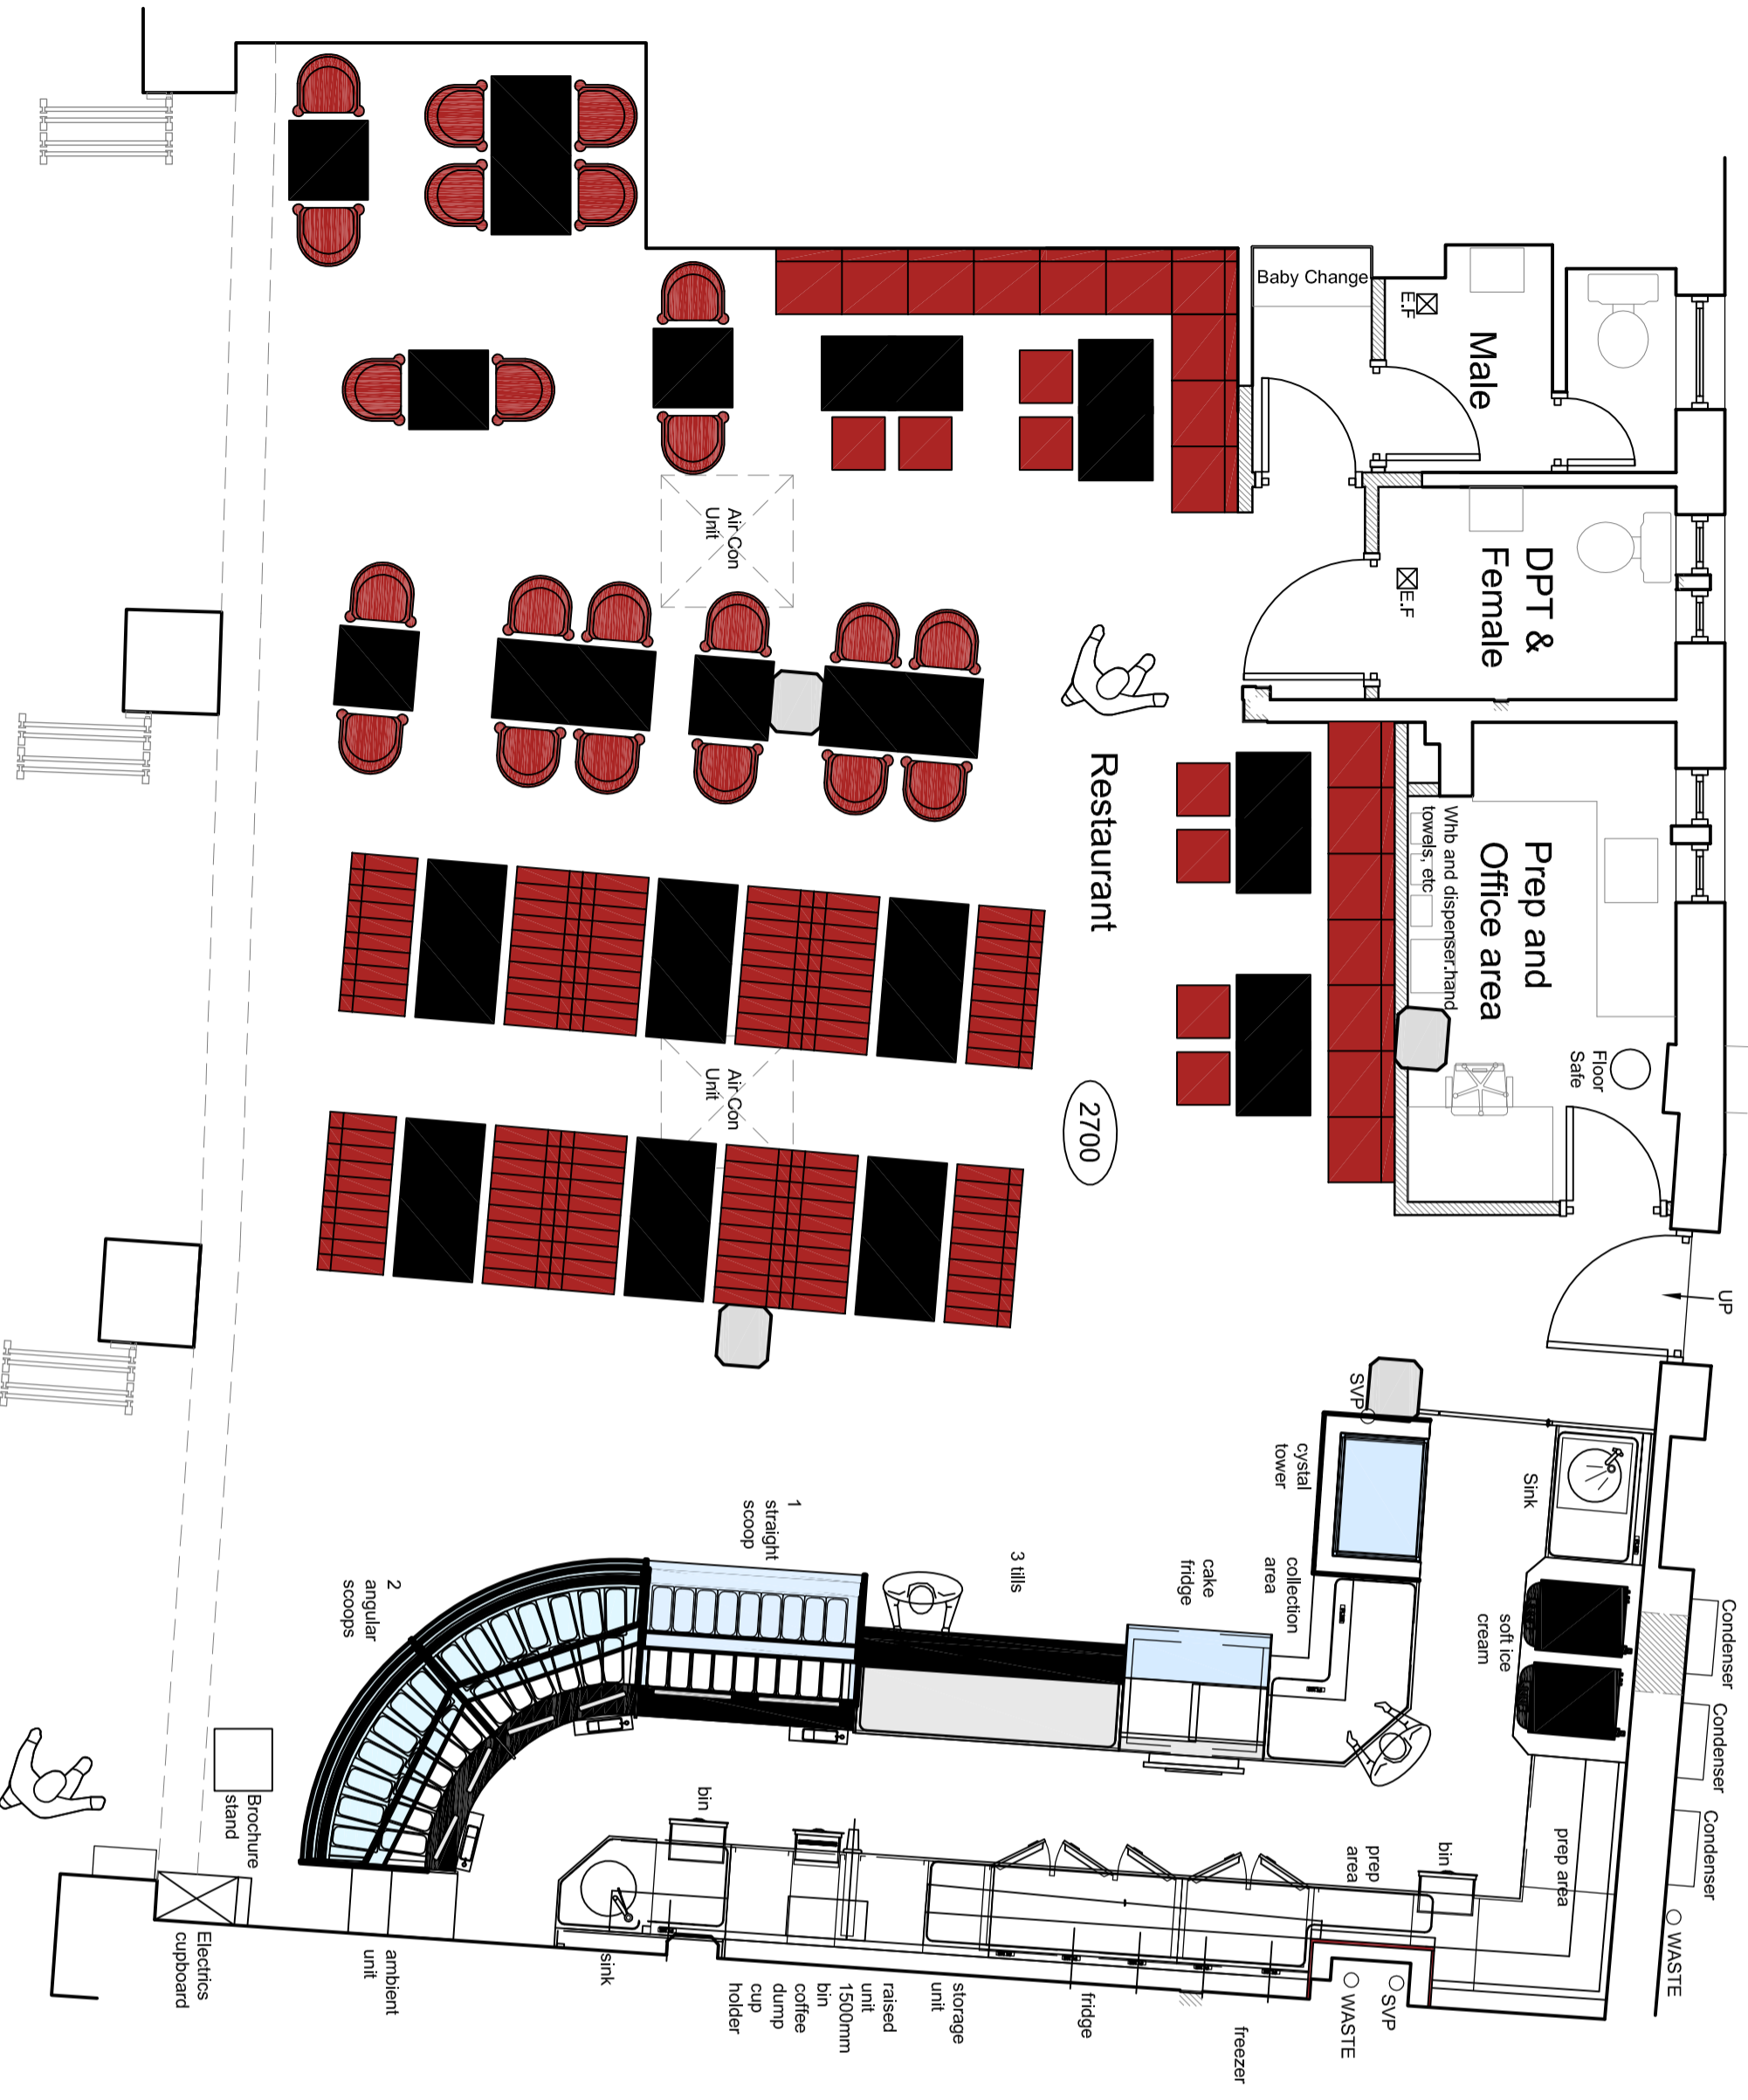 Baby Change
E.F
Male
DPT &
Female
E.F
Air Con
Unit
Restaurant
Prep and
Office area
Whb and dispenser.hand
towels, etc
Floor
Safe
Air Con
Unit
2700
UP
SVP
cystal
tower
Sink
collection
area
cake
fridge
3 tills
1
straight
scoop
2
angular
scoops
soft ice
cream
Condenser
Condenser
Condenser
WASTE
prep area
bin
prep
area
bin
Brochure
stand
Electrics
cupboard
ambient
unit
sink
raised
unit
1500mm
bin
coffee
dump
cup
holder
storage
unit
fridge
freezer
SVP
WASTE